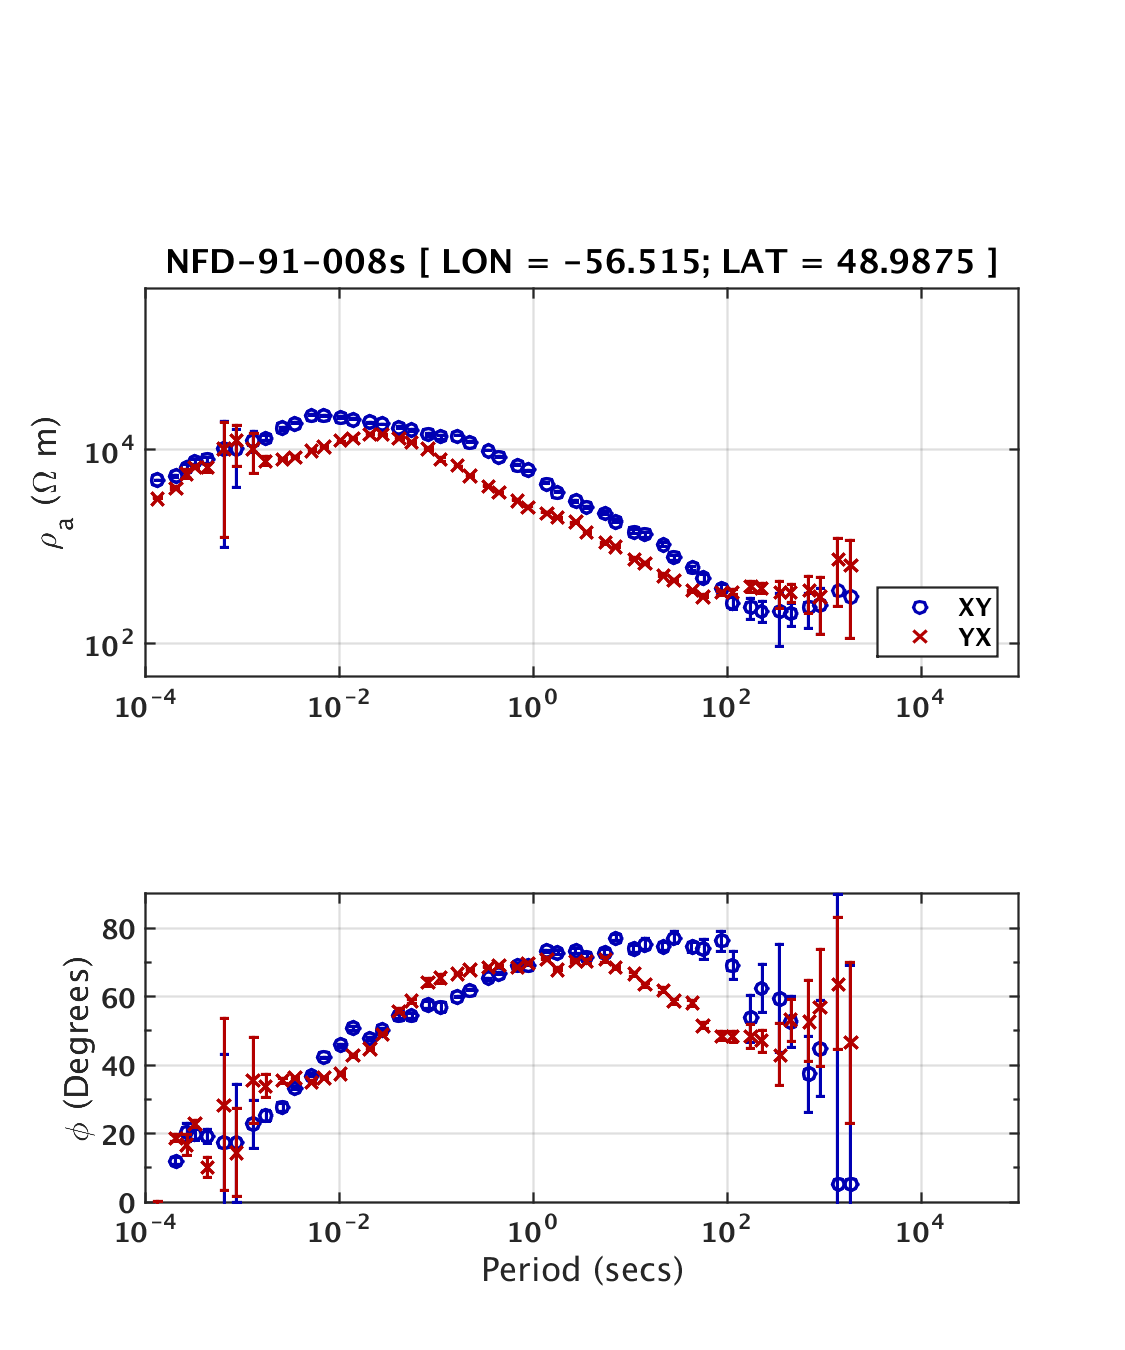 NFD-91-008s [ LON = -56.515; LAT = 48.9875 ]
ρa (Ω m)
10^4
10^2
XY
YX
10^-4 10^-2 10^0 10^2 10^4
ϕ (Degrees)
80
60
40
20
0
10^-4 10^-2 10^0 10^2 10^4
Period (secs)